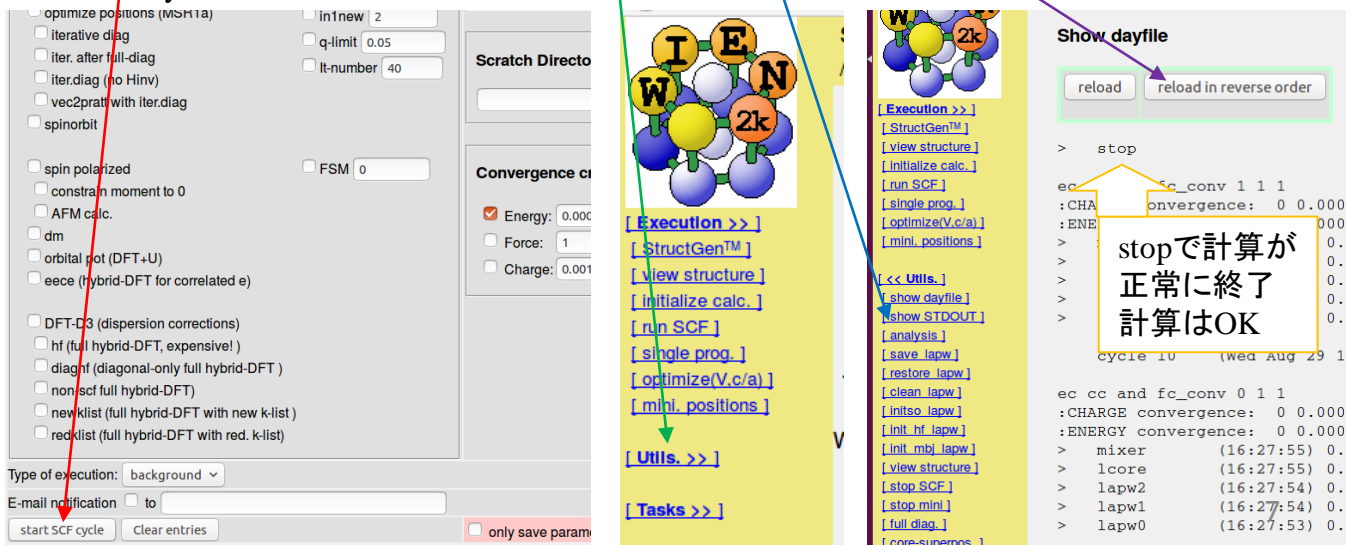 optimize positions (MSR1a)
iterative diag
iter. after full-diag
iter.diag (no Hinv)
vec2pratt with iter.diag
spinorbit
spin polarized
constrain moment to 0
AFM calc.
dm
orbital pot (DFT+U)
eece (hybrid-DFT for correlated e)
DFT-D3 (dispersion corrections)
hf (full hybrid-DFT, expensive! )
diaghf (diagonal-only full hybrid-DFT )
non-scf full hybrid-DFT)
newklist (full hybrid-DFT with new k-list )
redklist (full hybrid-DFT with red. k-list)
in1new 2
q-limit 0.05
It-number 40
FSM 0
Scratch Directo
Convergence cr
Energy: 0.000
Force: 1
Charge: 0.001
Type of execution: background
E-mail notification to
start SCF cycle Clear entries
only save param
W I E N
2k
[ Execution >> ]
[ StructGen™ ]
[ view structure ]
[ initialize calc. ]
[ run SCF ]
[ single prog. ]
[ optimize(V,c/a) ]
[ mini. positions ]
[ Utils. >> ]
[ Tasks >> ]
2k
[ Execution >> ]
[ StructGen™ ]
[ view structure ]
[ initialize calc. ]
[ run SCF ]
[ single prog. ]
[ optimize(V,c/a) ]
[ mini. positions ]
[ << Utils. ]
[ show dayfile ]
[ show STDOUT ]
[ analysis ]
[ save_lapw ]
[ restore_lapw ]
[ clean_lapw ]
[ initso_lapw ]
[ init_hf_lapw ]
[ init_mbj_lapw ]
[ view structure ]
[ stop SCF ]
[ stop mini ]
[ full diag. ]
[ core-superpos. ]
Show dayfile
reload reload in reverse order
> stop
ec fc_conv 1 1 1
:CHA onvergence: 0 0.000
:ENE 000
> 0.
> 0.
> 0.
> 0.
> 0.
stopで計算が
正常に終了
計算はOK
cycle 10 (Wed Aug 29 1
ec cc and fc_conv 0 1 1
:CHARGE convergence: 0 0.000
:ENERGY convergence: 0 0.000
> mixer (16:27:55) 0.
> lcore (16:27:55) 0.
> lapw2 (16:27:54) 0.
> lapw1 (16:27:54) 0.
> lapw0 (16:27:53) 0.
7